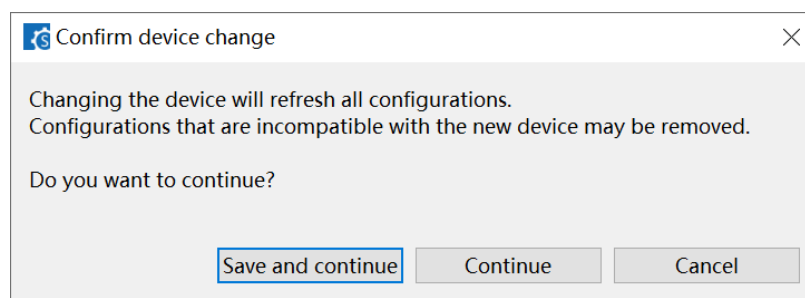 Confirm device change
Changing the device will refresh all configurations.
Configurations that are incompatible with the new device may be removed.
Do you want to continue?
Save and continue Continue Cancel